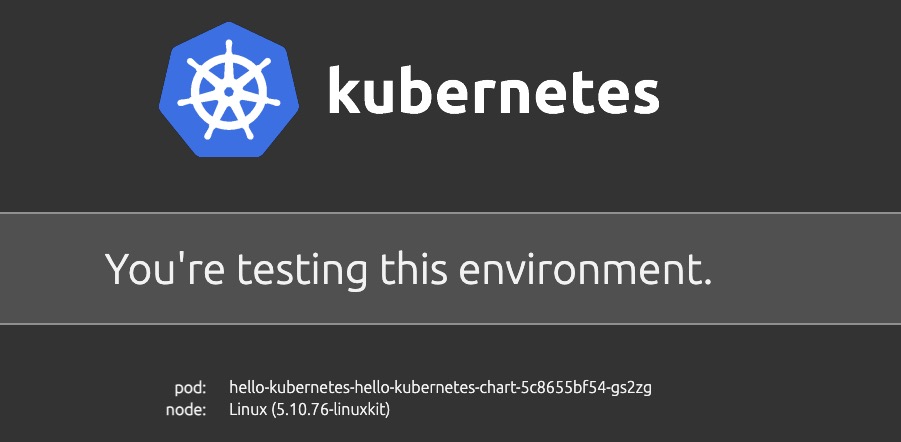 kubernetes
You're testing this environment.
pod: hello-kubernetes-hello-kubernetes-chart-5c8655bf54-gs2zg
node: Linux (5.10.76-linuxkit)